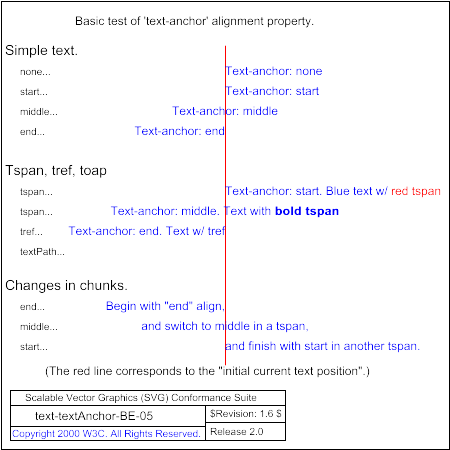 Basic test of 'text-anchor' alignment property.
Simple text.
none... Text-anchor: none
start... Text-anchor: start
middle... Text-anchor: middle
end... Text-anchor: end
Tspan, tref, toap
tspan... Text-anchor: start. Blue text w/ red tspan
tspan... Text-anchor: middle. Text with bold tspan
tref... Text-anchor: end. Text w/ tref
textPath...
Changes in chunks.
end... Begin with "end" align,
middle... and switch to middle in a tspan,
start... and finish with start in another tspan.
(The red line corresponds to the "initial current text position".)
Scalable Vector Graphics (SVG) Conformance Suite
text-textAnchor-BE-05 $Revision: 1.6 $
Copyright 2000 W3C. All Rights Reserved. Release 2.0